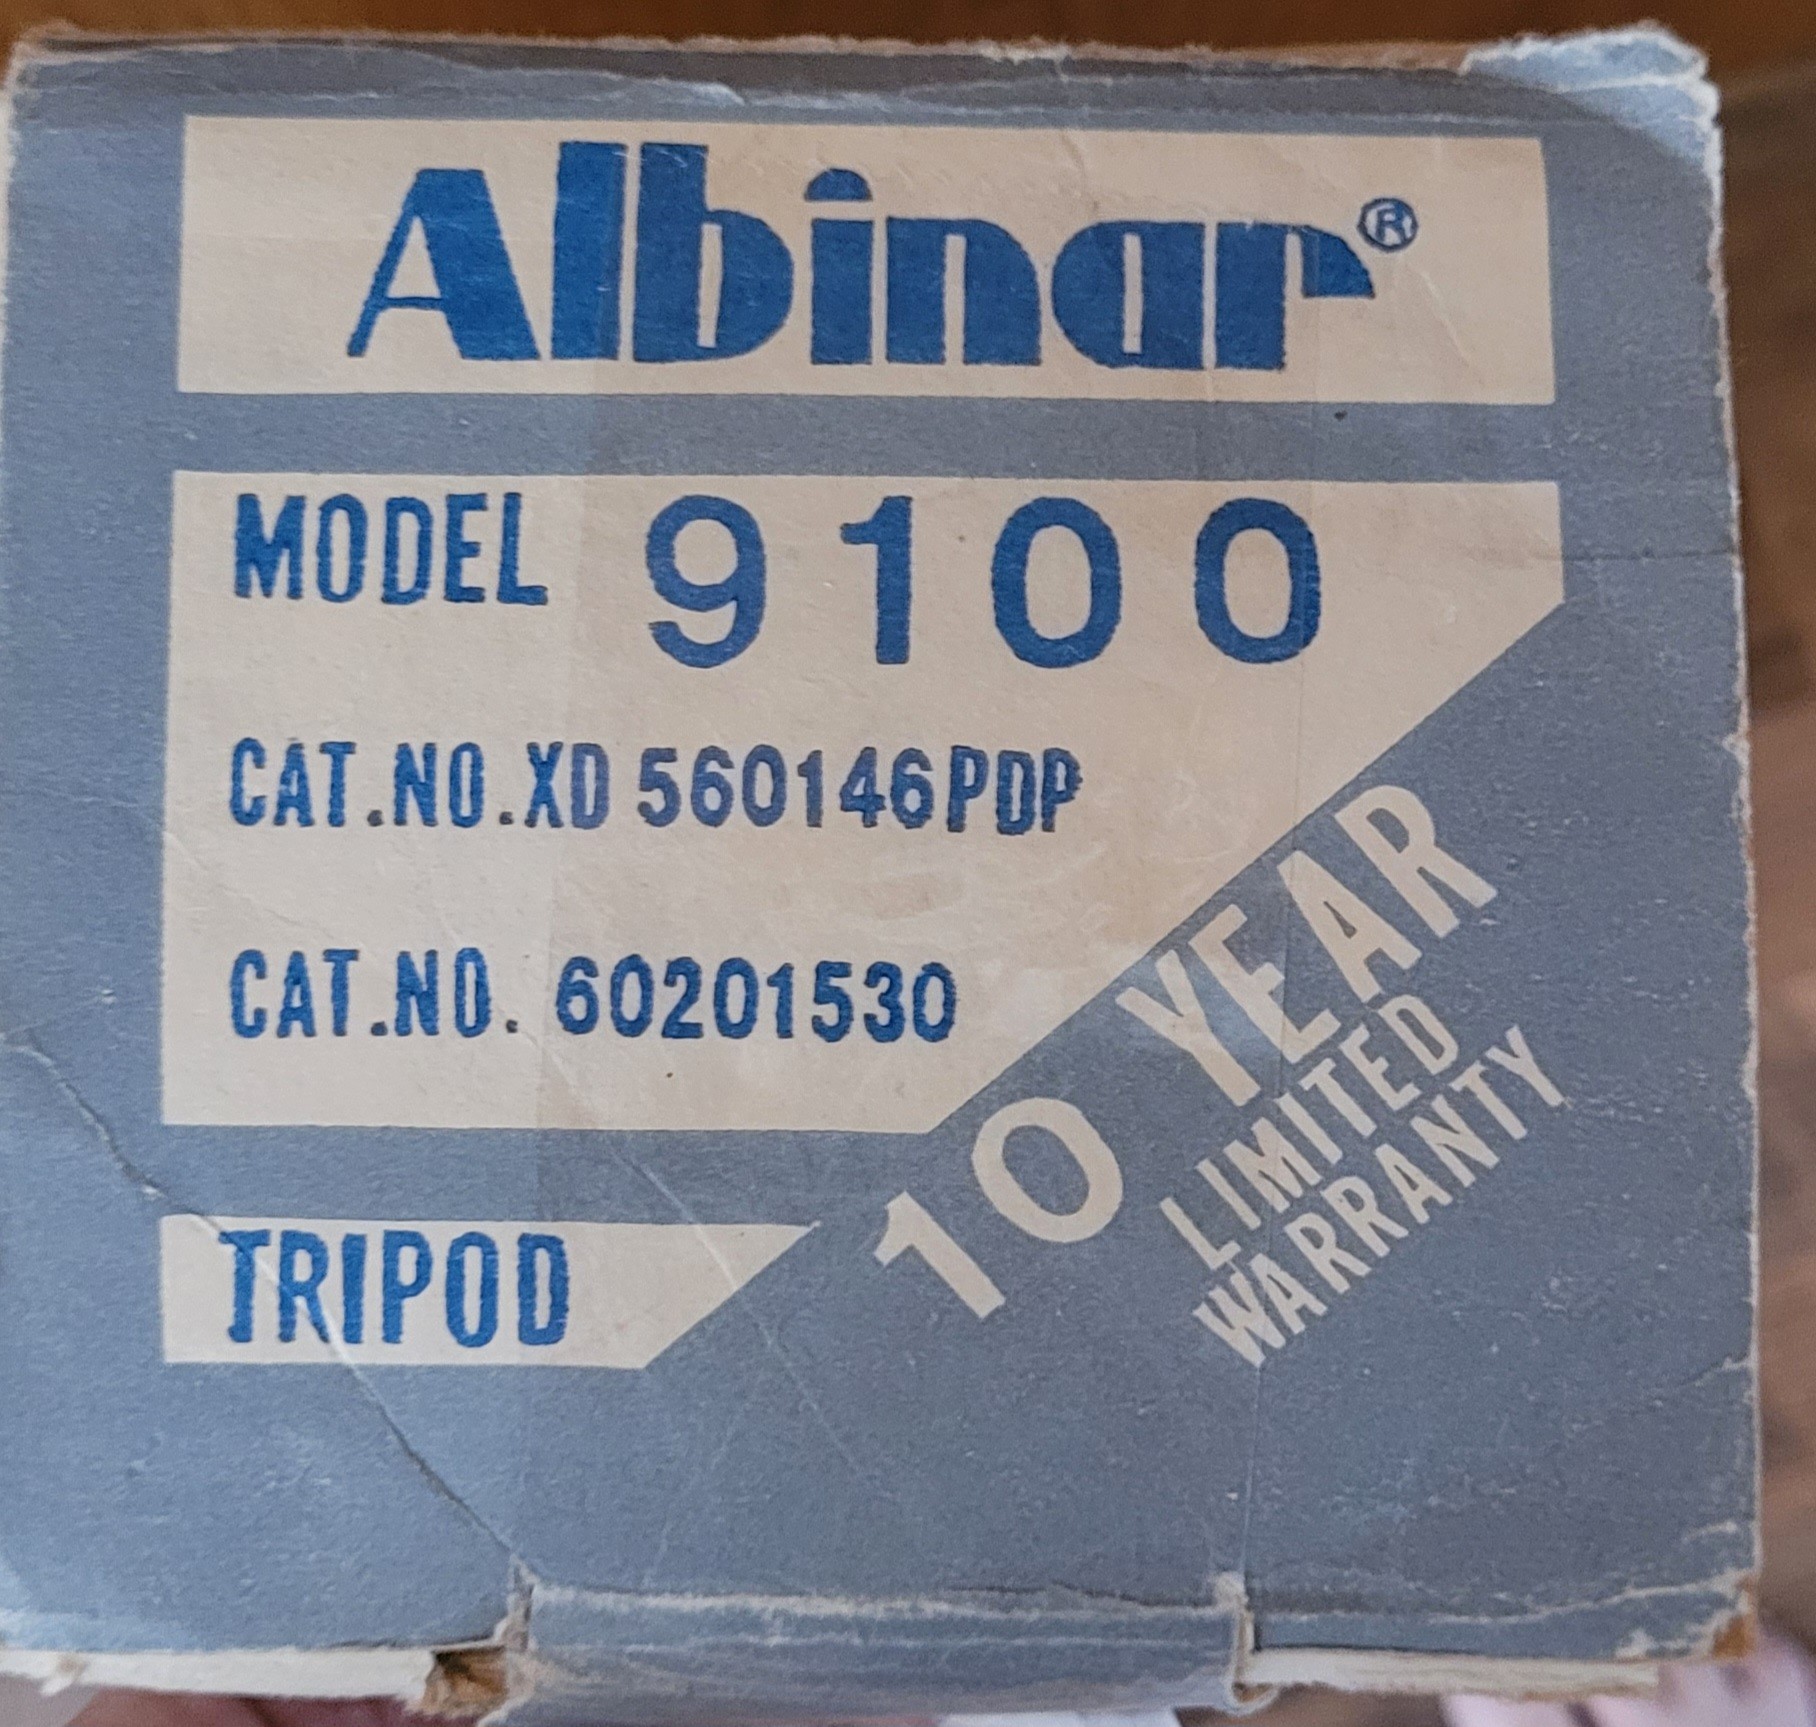 Albinar®
MODEL 9100
CAT.NO.XD 560146PDP
CAT.NO. 60201530
TRIPOD
10 YEAR
LIMITED
WARRANTY